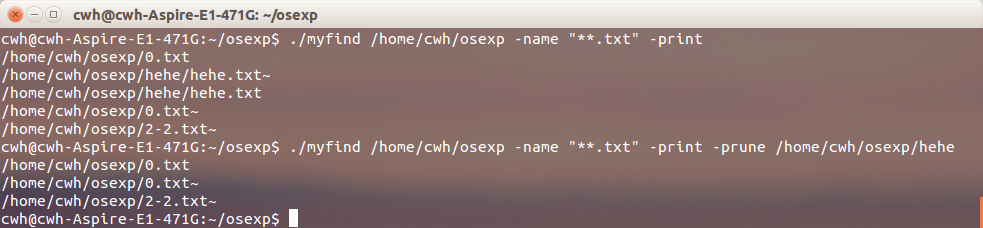 cwh@cwh-Aspire-E1-471G: ~/osexp
cwh@cwh-Aspire-E1-471G:~/osexp$ ./myfind /home/cwh/osexp -name "**.txt" -print
/home/cwh/osexp/0.txt
/home/cwh/osexp/hehe/hehe.txt~
/home/cwh/osexp/hehe/hehe.txt
/home/cwh/osexp/0.txt~
/home/cwh/osexp/2-2.txt~
cwh@cwh-Aspire-E1-471G:~/osexp$ ./myfind /home/cwh/osexp -name "**.txt" -print -prune /home/cwh/osexp/hehe
/home/cwh/osexp/0.txt
/home/cwh/osexp/0.txt~
/home/cwh/osexp/2-2.txt~
cwh@cwh-Aspire-E1-471G:~/osexp$